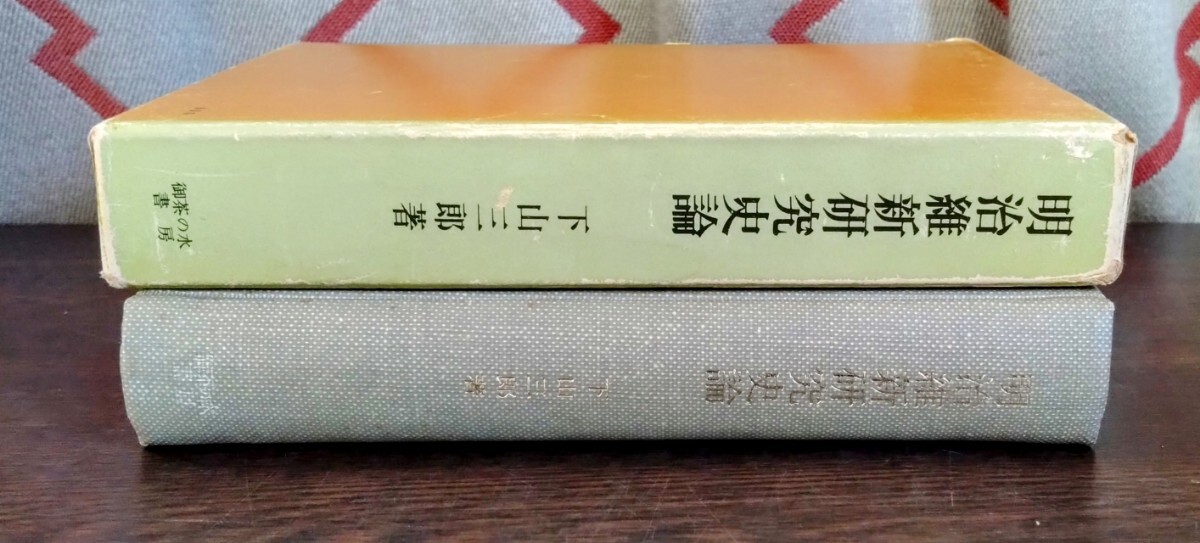 明治維新研究史論
下山三郎著
御茶の水書房
明治維新研究史論
下山三郎著